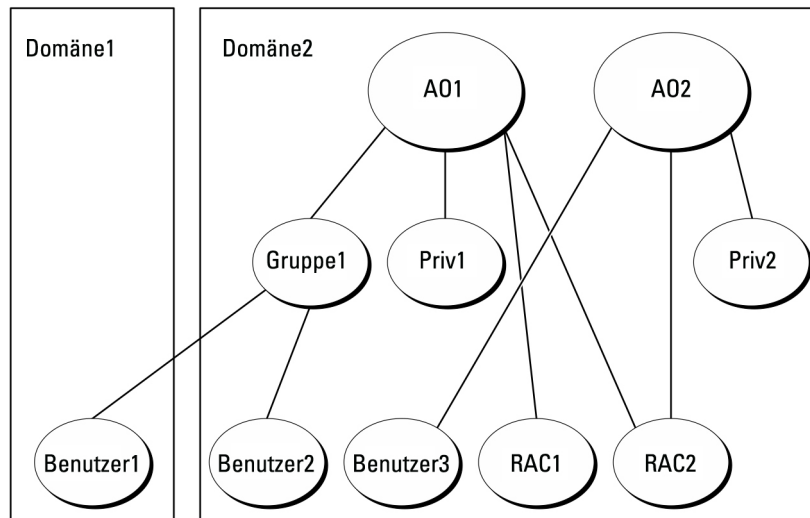 Domäne1
Domäne2
AO1
AO2
Gruppe1
Priv1
Priv2
Benutzer1
Benutzer2
Benutzer3
RAC1
RAC2